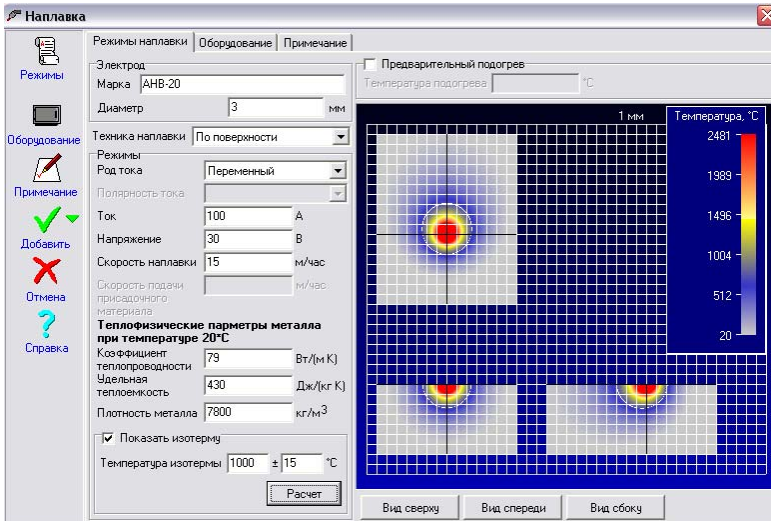 Наплавка
Режимы
Оборудование
Примечание
Добавить
Отмена
Справка
Режимы наплавки
Оборудование
Примечание
Электрод
Марка АНВ-20
Диаметр 3 мм
Техника наплавки По поверхности
Режимы
Род тока Переменный
Полярность тока
Ток 100 А
Напряжение 30 В
Скорость наплавки 15 м/час
Скорость подачи м/час
присадочного
материала
Теплофизические парметры металла
при температуре 20°С
Коэффициент
теплопроводности 79 Вт/(м К)
Удельная
теплоемкость 430 Дж/(кг К)
Плотность металла 7800 кг/м3
Показать изотерму
Температура изотермы 1000 ± 15 °C
Расчет
Предварительный подогрев
Температура подогрева °C
1 мм
Температура, °C
2481
1989
1496
1004
512
20
Вид сверху
Вид спереди
Вид сбоку